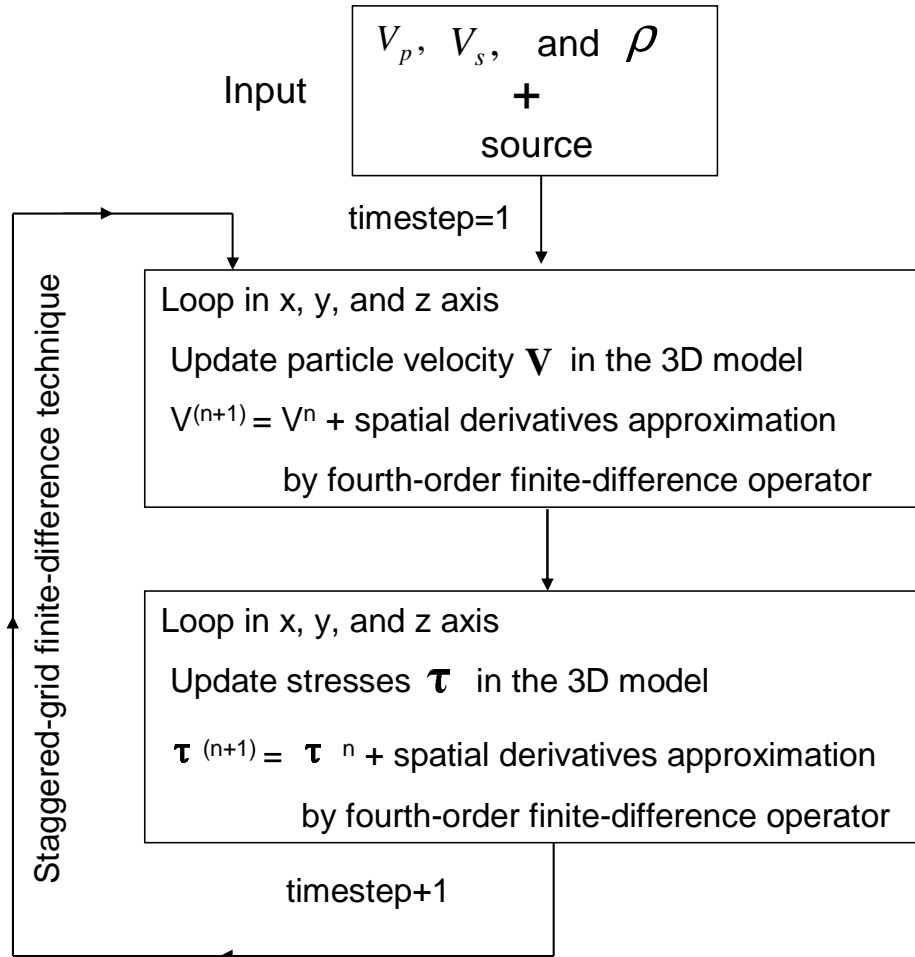 V_p, V_s, and ρ
+
Input
source
timestep=1
Loop in x, y, and z axis
Update particle velocity V in the 3D model
V^(n+1) = V^n + spatial derivatives approximation
by fourth-order finite-difference operator
Loop in x, y, and z axis
Update stresses τ in the 3D model
τ^(n+1) = τ^n + spatial derivatives approximation
by fourth-order finite-difference operator
timestep+1
Staggered-grid finite-difference technique